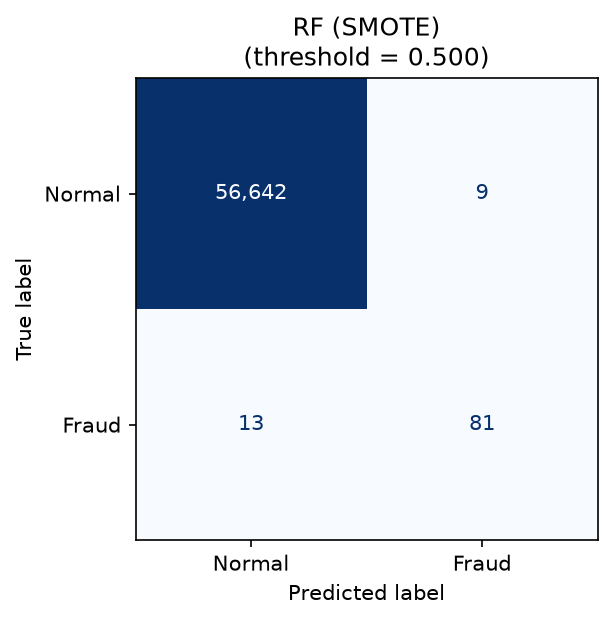 RF (SMOTE)
(threshold = 0.500)
True label
Normal
56,642
9
Fraud
13
81
Normal
Fraud
Predicted label